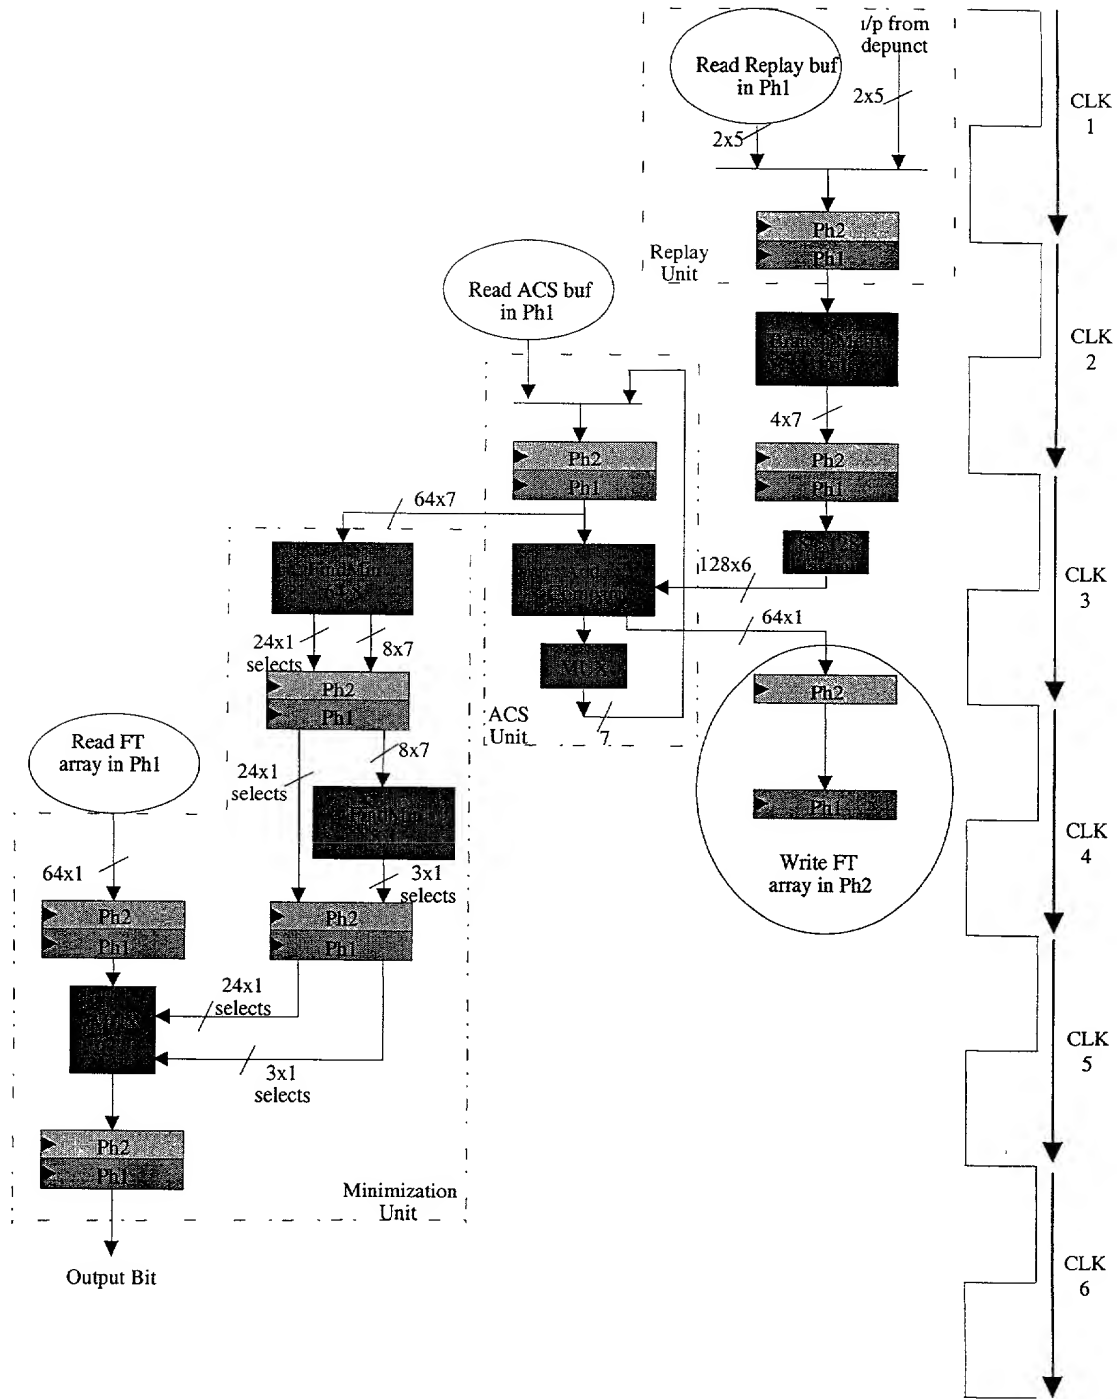 i/p from
depunct
Read Replay buf
in Ph1
2x5
2x5
CLK
1
Ph2
Ph1
Replay
Unit
Read ACS buf
in Ph1
CLK
2
4x7
Ph2
Ph1
Ph2
Ph1
64x7
128x6
CLK
3
64x1
24x1
selects
8x7
MUX
Ph2
Ph1
Ph2
ACS
Unit
7
Read FT
array in Ph1
8x7
24x1
selects
Ph1
CLK
4
Write FT
array in Ph2
3x1
selects
64x1
Ph2
Ph1
Ph2
Ph1
24x1
selects
3x1
selects
CLK
5
Ph2
Ph1
Minimization
Unit
Output Bit
CLK
6